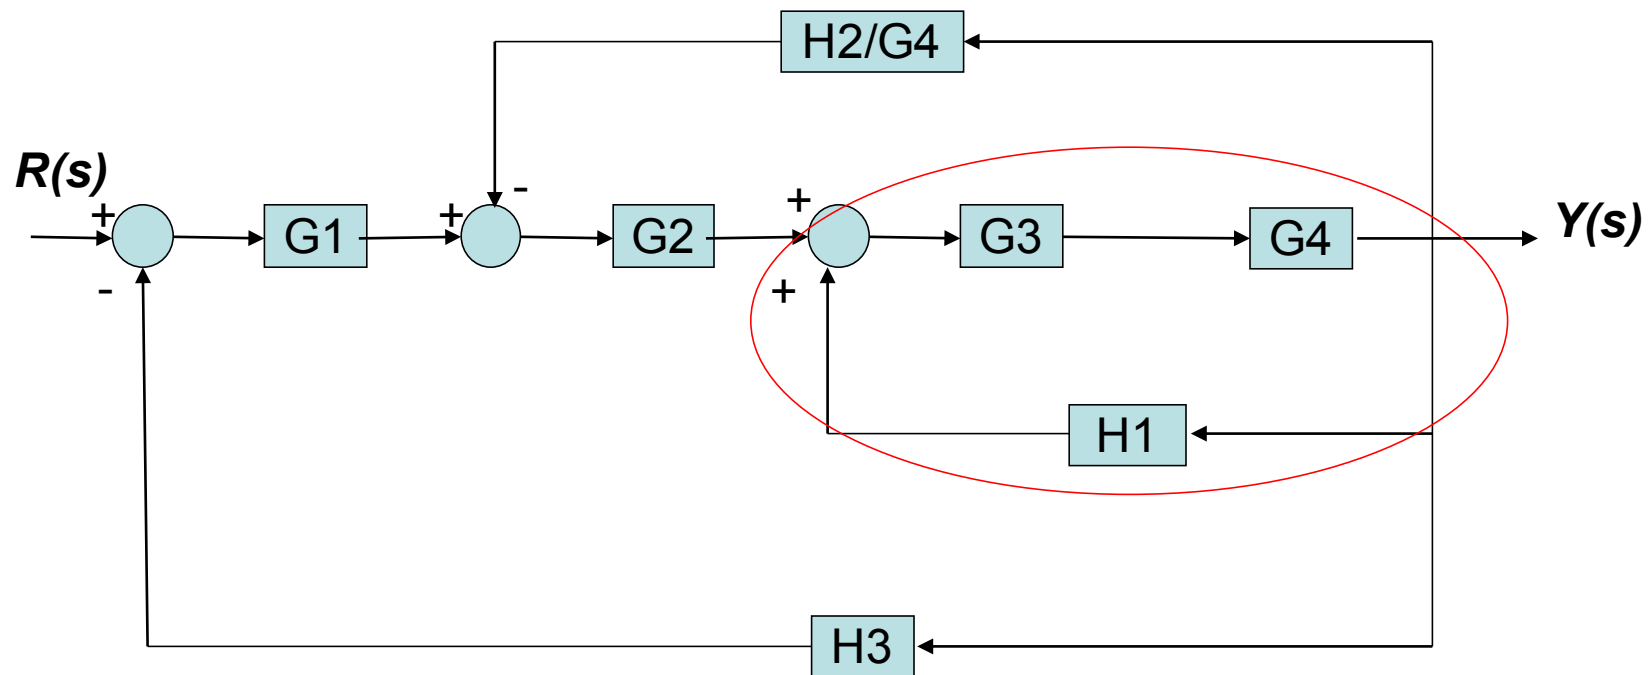 H2/G4
R(s)
-
+ + +
G1 G2 G3 G4 Y(s)
- +
H1
H3